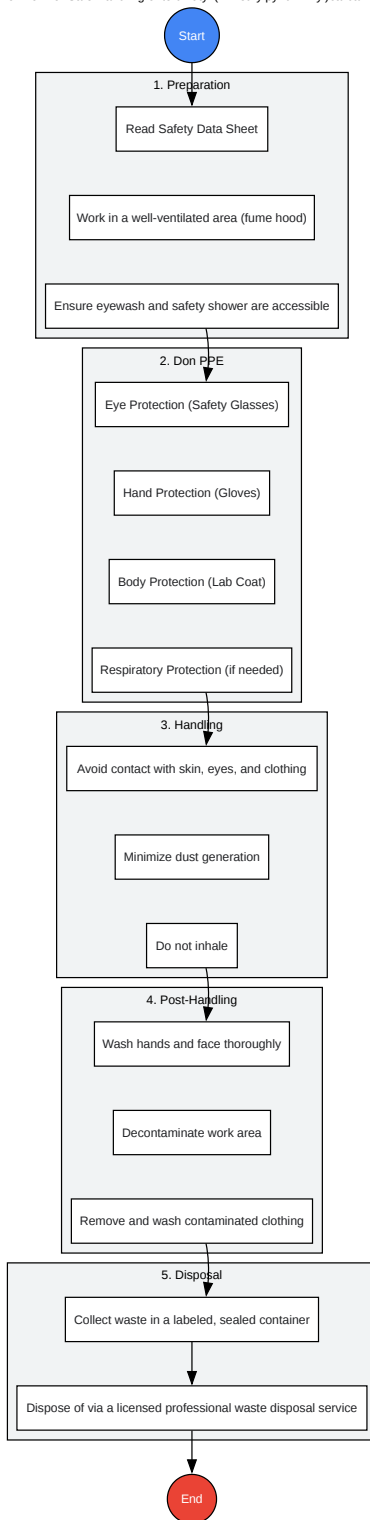 Start
1. Preparation
Read Safety Data Sheet
Work in a well-ventilated area (fume hood)
Ensure eyewash and safety shower are accessible
2. Don PPE
Eye Protection (Safety Glasses)
Hand Protection (Gloves)
Body Protection (Lab Coat)
Respiratory Protection (if needed)
3. Handling
Avoid contact with skin, eyes, and clothing
Minimize dust generation
Do not inhale
4. Post-Handling
Wash hands and face thoroughly
Decontaminate work area
Remove and wash contaminated clothing
5. Disposal
Collect waste in a labeled, sealed container
Dispose of via a licensed professional waste disposal service
End